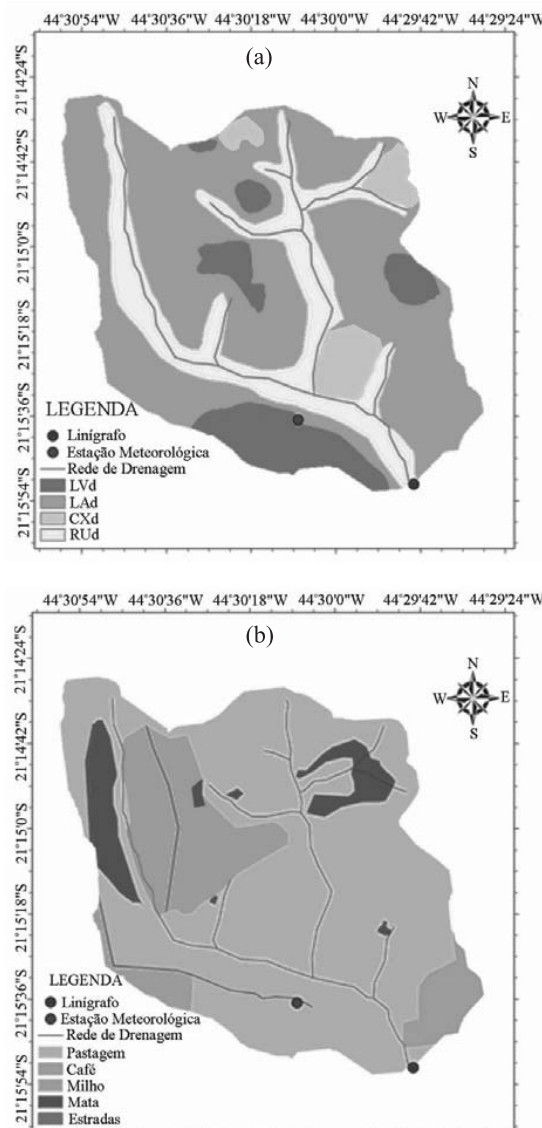 44°30'54"W 44°30'36"W 44°30'18"W 44°30'0"W 44°29'42"W 44°29'24"W
(a)
21°14'24"S
N
W E
S
21°14'42"S
21°15'0"S
21°15'18"S
21°15'36"S
21°15'54"S
LEGENDA
Linígrafo
Estação Meteorológica
Rede de Drenagem
LVd
LAd
CXd
RUd
44°30'54"W 44°30'36"W 44°30'18"W 44°30'0"W 44°29'42"W 44°29'24"W
(b)
21°14'24"S
N
W E
S
21°14'42"S
21°15'0"S
21°15'18"S
21°15'36"S
21°15'54"S
LEGENDA
Linígrafo
Estação Meteorológica
Rede de Drenagem
Pastagem
Café
Milho
Mata
Estradas